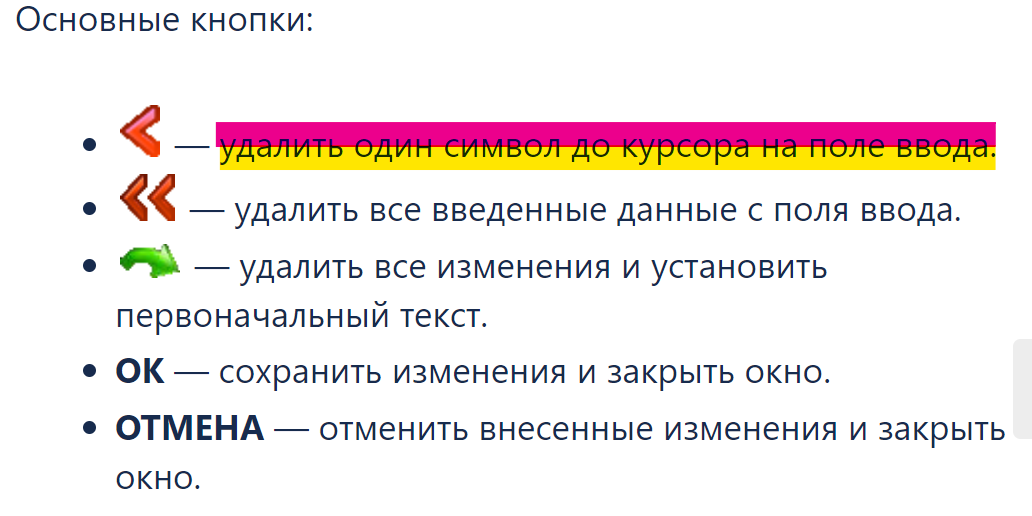 Основные кнопки:
— удалить один символ до курсора на поле ввода.
— удалить все введенные данные с поля ввода.
— удалить все изменения и установить
первоначальный текст.
ОК — сохранить изменения и закрыть окно.
ОТМЕНА — отменить внесенные изменения и закрыть
окно.